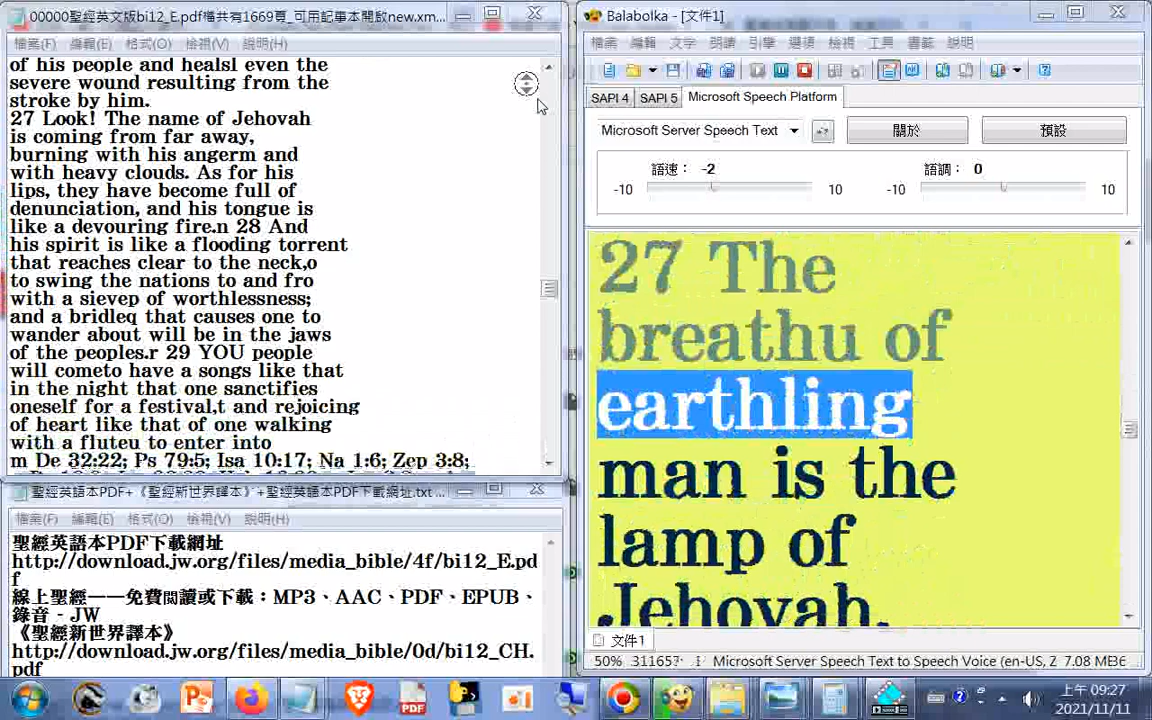 00000聖經英文版bi12_E.pdf檔共有1669頁_可用記事本開啟new.xm...
檔案(F) 編輯(E) 格式(O) 檢視(V) 說明(H)
of his people and healsl even the
severe wound resulting from the
stroke by him.
27 Look! The name of Jehovah
is coming from far away,
burning with his angerm and
with heavy clouds. As for his
lips, they have become full of
denunciation, and his tongue is
like a devouring fire.n 28 And
his spirit is like a flooding torrent
that reaches clear to the neck,o
to swing the nations to and fro
with a sievep of worthlessness;
and a bridleq that causes one to
wander about will be in the jaws
of the peoples.r 29 YOU people
will cometo have a songs like that
in the night that one sanctifies
oneself for a festival,t and rejoicing
of heart like that of one walking
with a fluteu to enter into
m De 32:22; Ps 79:5; Isa 10:17; Na 1:6; Zep 3:8;
聖經英語本PDF+《聖經新世界譯本》+聖經英語本PDF下載網址.txt ...
檔案(F) 編輯(E) 格式(O) 檢視(V) 說明(H)
聖經英語本PDF下載網址
http://download.jw.org/files/media_bible/4f/bi12_E.pd
f
線上聖經——免費閱讀或下載：MP3、AAC、PDF、EPUB、
錄音 - JW
《聖經新世界譯本》
http://download.jw.org/files/media_bible/0d/bi12_CH.
pdf
Balabolka - [文件1]
檔案 編輯 文字 朗讀 引擎 選項 檢視 工具 書籤 說明
SAPI 4 SAPI 5 Microsoft Speech Platform
Microsoft Server Speech Text 關於 預設
語速： -2 語調： 0
-10 10 -10 10
27 The
breathu of
earthling
man is the
lamp of
Jehovah,
文件1
50% Microsoft Server Speech Text to Speech Voice (en-US, Z 7.08 MB
上午 09:27
2021/11/11